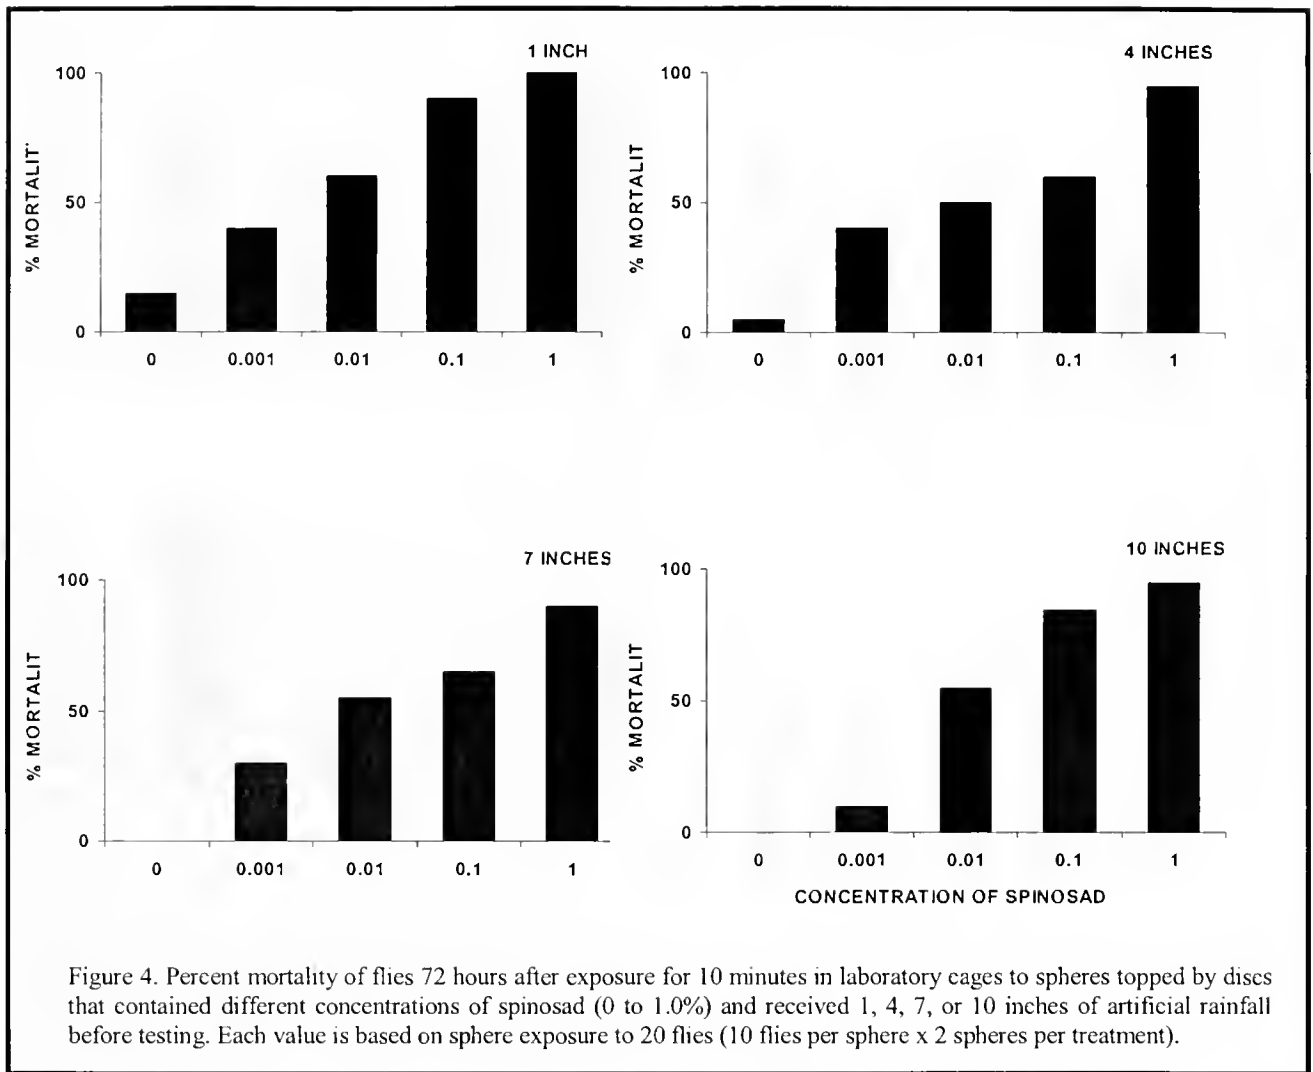 1 INCH
100
50
0
% MORTALIT'
0 0.001 0.01 0.1 1
4 INCHES
100
50
0
% MORTALIT
0 0.001 0.01 0.1 1
7 INCHES
100
50
0
% MORTALIT
0 0.001 0.01 0.1 1
10 INCHES
100
50
0
% MORTALIT
0 0.001 0.01 0.1 1
CONCENTRATION OF SPINOSAD
Figure 4. Percent mortality of flies 72 hours after exposure for 10 minutes in laboratory cages to spheres topped by discs
that contained different concentrations of spinosad (0 to 1.0%) and received 1, 4, 7, or 10 inches of artificial rainfall
before testing. Each value is based on sphere exposure to 20 flies (10 flies per sphere x 2 spheres per treatment).